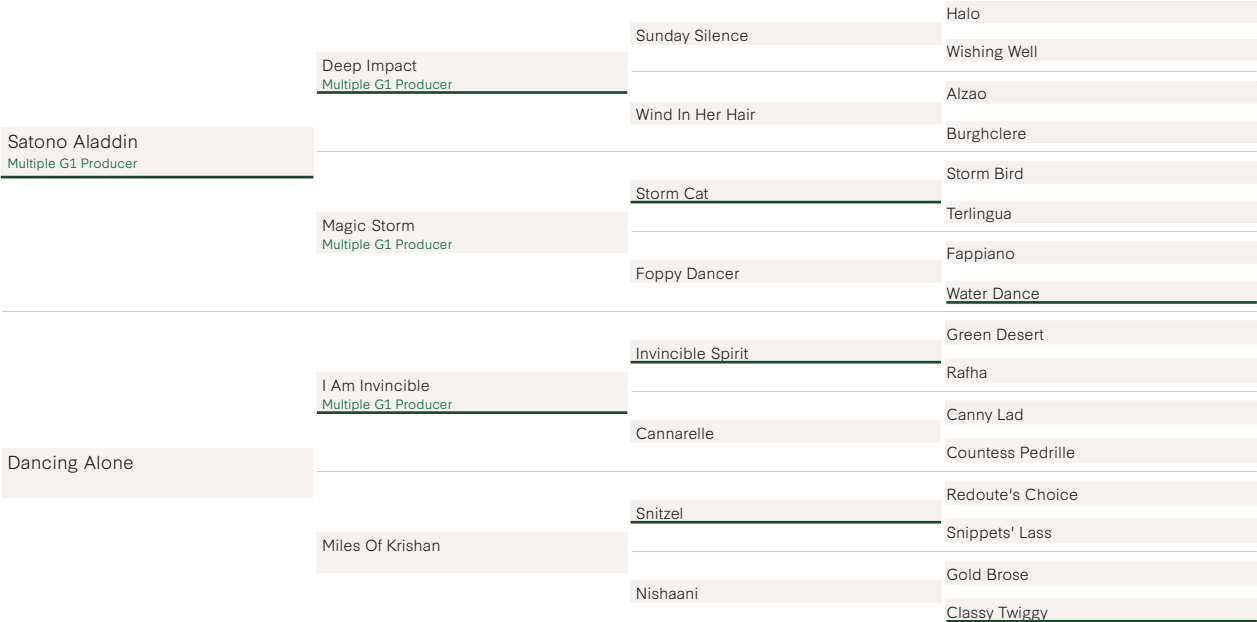 Satono Aladdin
Multiple G1 Producer
Dancing Alone
Deep Impact
Multiple G1 Producer
Magic Storm
Multiple G1 Producer
I Am Invincible
Multiple G1 Producer
Miles Of Krishan
Sunday Silence
Wind In Her Hair
Storm Cat
Foppy Dancer
Invincible Spirit
Cannarelle
Snitzel
Nishaani
Halo
Wishing Well
Alzao
Burghclere
Storm Bird
Terlingua
Fappiano
Water Dance
Green Desert
Rafha
Canny Lad
Countess Pedrille
Redoute's Choice
Snippets' Lass
Gold Brose
Classy Twiggy